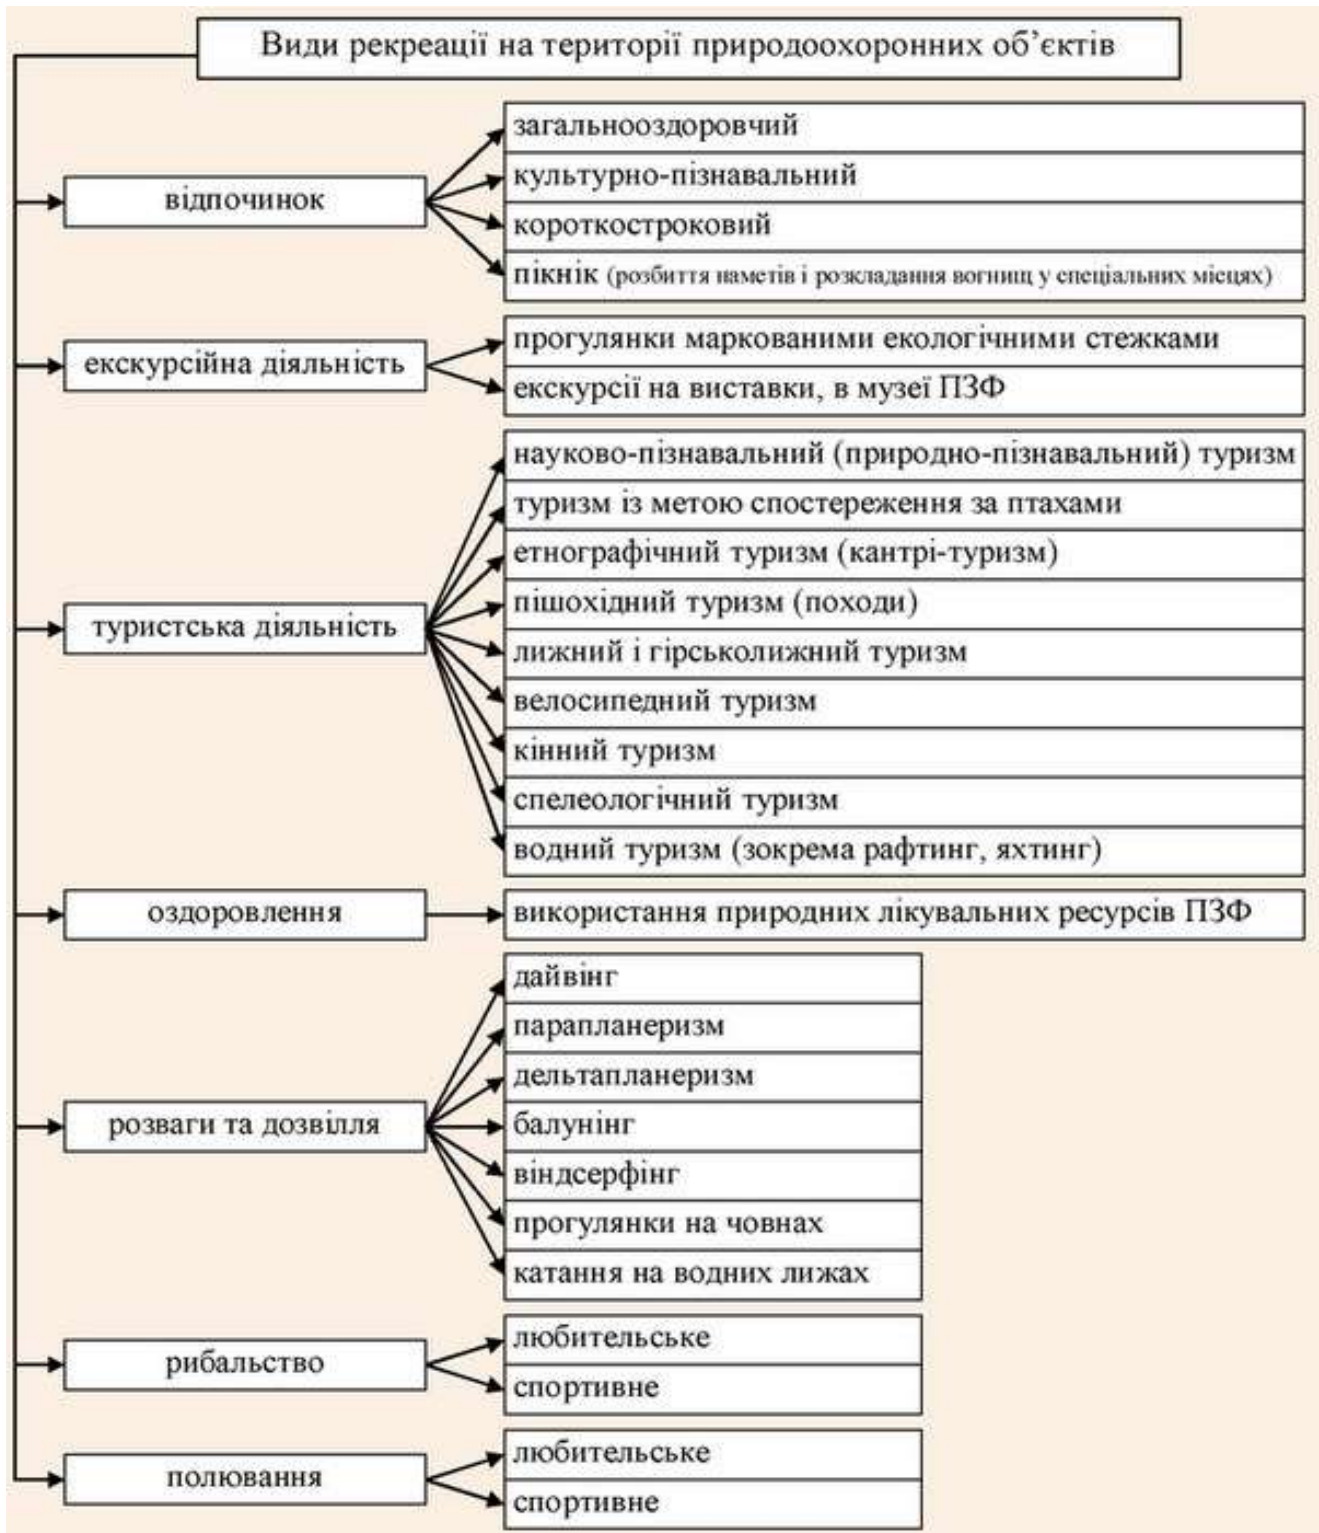 Види рекреації на території природоохоронних об’єктів
відпочинок
загальнооздоровчий
культурно-пізнавальний
короткостроковий
пікнік (розбиття наметів і розкладання вогнищ у спеціальних місцях)
екскурсійна діяльність
прогулянки маркованими екологічними стежками
екскурсії на виставки, в музеї ПЗФ
туристська діяльність
науково-пізнавальний (природно-пізнавальний) туризм
туризм із метою спостереження за птахами
етнографічний туризм (кантрі-туризм)
пішохідний туризм (походи)
лижний і гірськолижний туризм
велосипедний туризм
кінний туризм
спелеологічний туризм
водний туризм (зокрема рафтинг, яхтинг)
оздоровлення
використання природних лікувальних ресурсів ПЗФ
розваги та дозвілля
дайвінг
парапланеризм
дельтапланеризм
балунінг
віндсерфінг
прогулянки на човнах
катання на водних лижах
рибальство
любительське
спортивне
полювання
любительське
спортивне